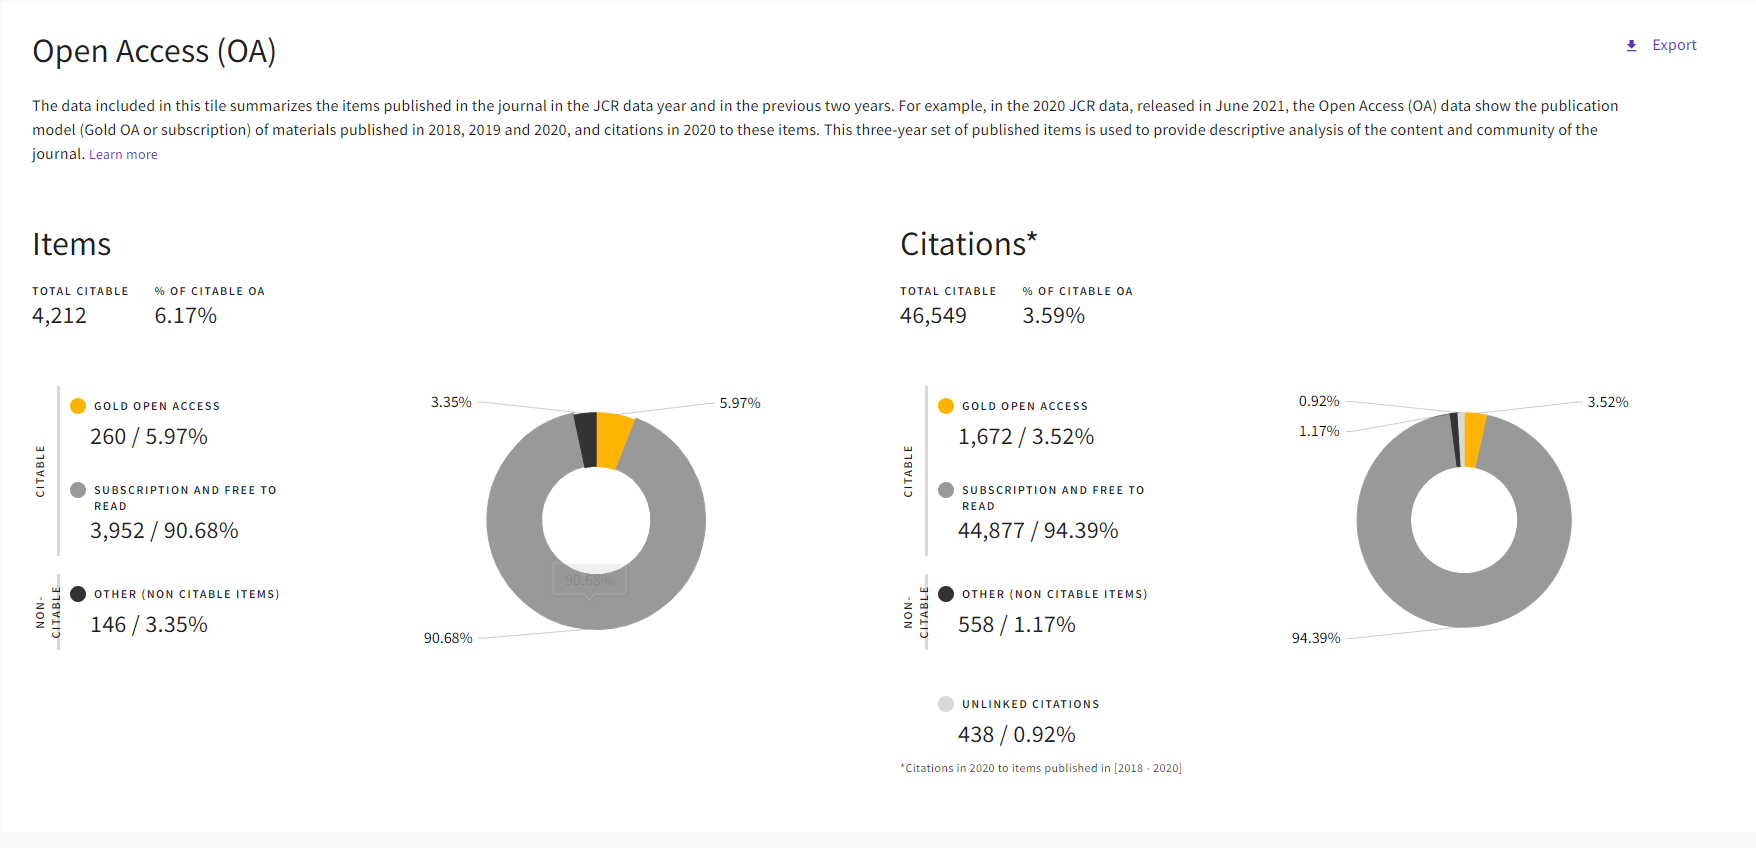 Open Access (OA)
Export
The data included in this tile summarizes the items published in the journal in the JCR data year and in the previous two years. For example, in the 2020 JCR data, released in June 2021, the Open Access (OA) data show the publication
model (Gold OA or subscription) of materials published in 2018, 2019 and 2020, and citations in 2020 to these items. This three-year set of published items is used to provide descriptive analysis of the content and community of the
journal. Learn more
Items
TOTAL CITABLE
% OF CITABLE OA
4,212
6.17%
CITABLE
GOLD OPEN ACCESS
260 / 5.97%
SUBSCRIPTION AND FREE TO
READ
3,952 / 90.68%
NON-
CITABLE
OTHER (NON CITABLE ITEMS)
146 / 3.35%
3.35%
5.97%
90.68%
90.68%
Citations*
TOTAL CITABLE
% OF CITABLE OA
46,549
3.59%
CITABLE
GOLD OPEN ACCESS
1,672 / 3.52%
SUBSCRIPTION AND FREE TO
READ
44,877 / 94.39%
NON-
CITABLE
OTHER (NON CITABLE ITEMS)
558 / 1.17%
UNLINKED CITATIONS
438 / 0.92%
0.92%
3.52%
1.17%
94.39%
*Citations in 2020 to items published in [2018 - 2020]